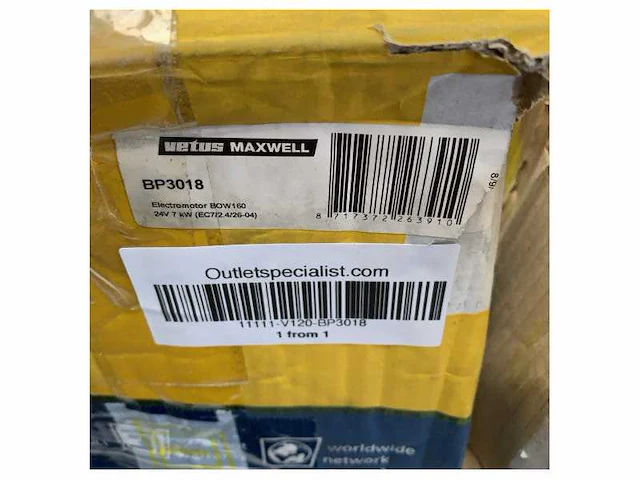 vetus MAXWELL
BP3018
Electromotor BOW160
24V 7 kW (EC7/2.4/26-04)
8 717372 263910
Outletspecialist.com
11111-V120-BP3018
1 from 1
worldwide
network